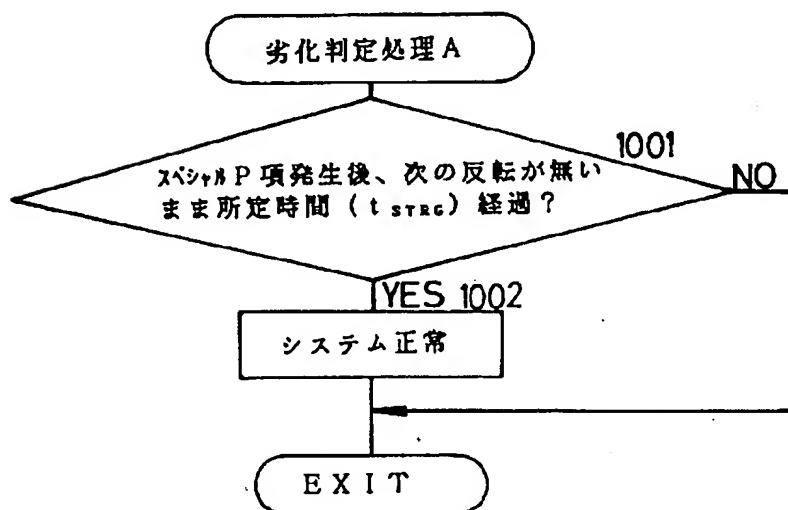 劣化判定処理A
1001
スペシャルP項発生後、次の反転が無い
まま所定時間(tSTRG)経過?
NO
YES 1002
システム正常
EXIT